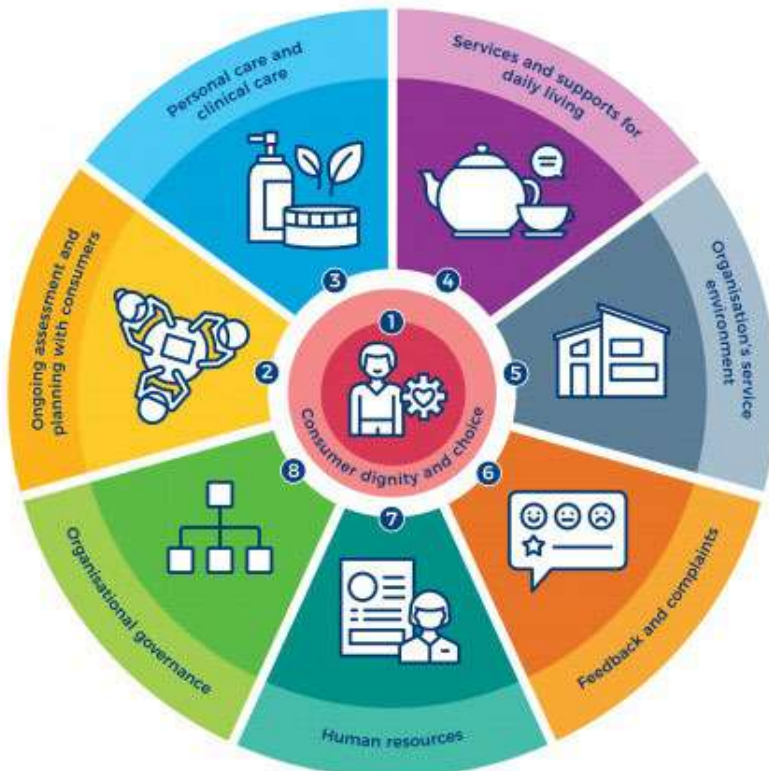 1
Consumer dignity and choice
2
Ongoing assessment and
planning with consumers
3
Personal care and
clinical care
4
Services and supports for
daily living
5
Organisation's service
environment
6
Feedback and complaints
7
Human resources
8
Organisational governance